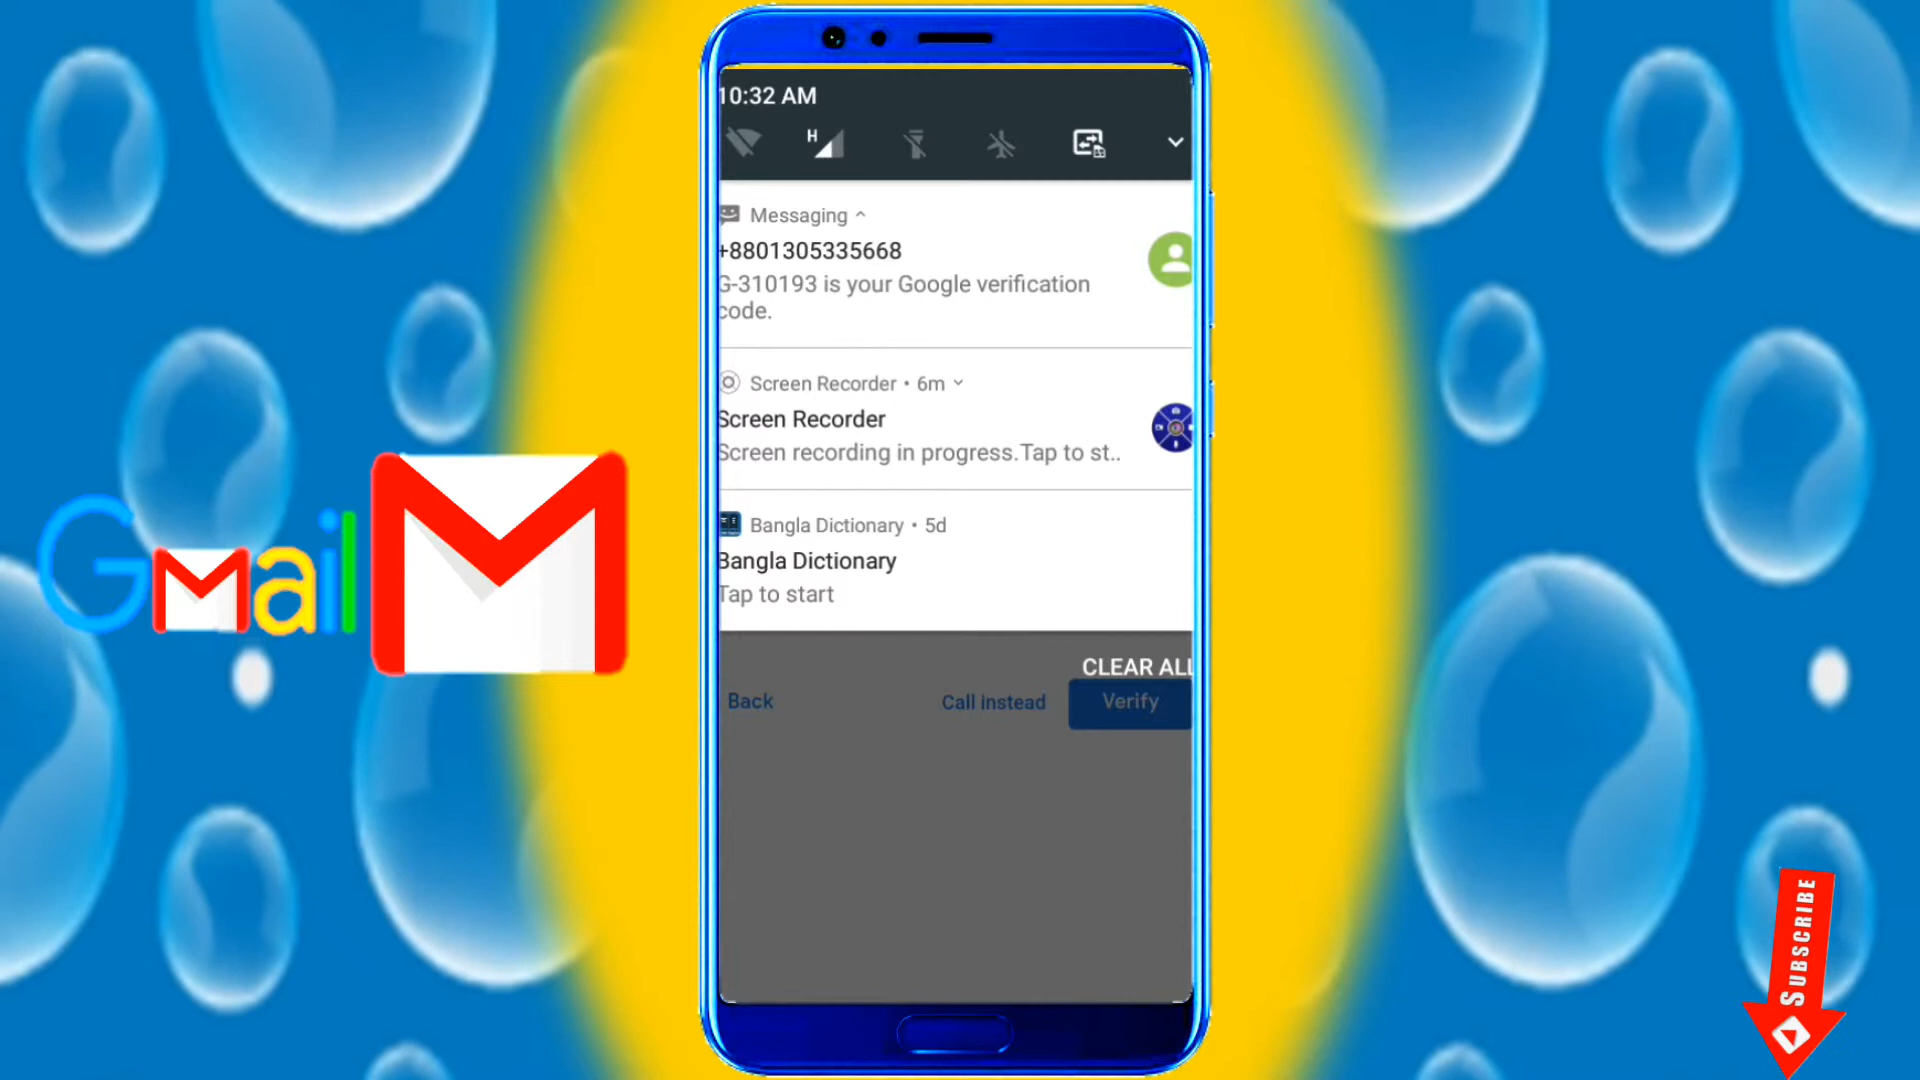 10:32 AM
H
Messaging
+8801305335668
G-310193 is your Google verification
code.
Screen Recorder • 6m
Screen Recorder
Screen recording in progress.Tap to st..
Bangla Dictionary • 5d
Bangla Dictionary
Tap to start
CLEAR ALL
Back
Call instead
Verify
Gmail
SUBSCRIBE